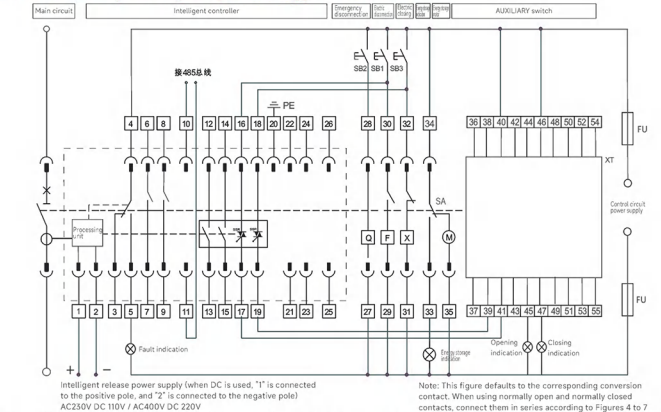 Main circuit
Intelligent controller
Emergency disconnection
Electric closing
AUXILIARY switch
SB2 SB1 SB3
接485总线
PE
4 6 8 10 12 14 16 18 20 22 24 26 28 30 32 34 36 38 40 42 44 46 48 50 52 54
FU
XT
SA
Control circuit
power supply
Processing
unit
Q F X M
FU
1 2 3 5 7 9 11 13 15 17 19 21 23 25 27 29 31 33 35 37 39 41 43 45 47 49 51 53 55
Fault indication
Energy storage
indication
Opening
indication
Closing
indication
+ −
Intelligent release power supply (when DC is used, "1" is connected
to the positive pole, and "2" is connected to the negative pole)
AC230V DC 110V / AC400V DC 220V
Note: This figure defaults to the corresponding conversion
contact. When using normally open and normally closed
contacts, connect them in series according to Figures 4 to 7